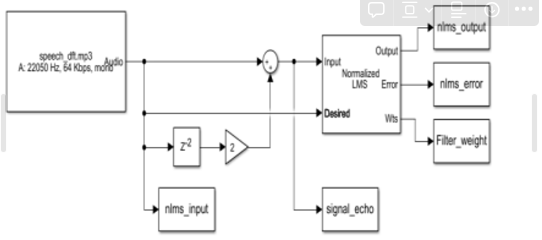 speech_dft.mp3
A: 22050 Hz, 64 Kbps, mono
Audio
Input
Desired
Normalized
LMS
Output
Error
Wts
nlms_output
nlms_error
Filter_weight
Z-2
2
nlms_input
signal_echo